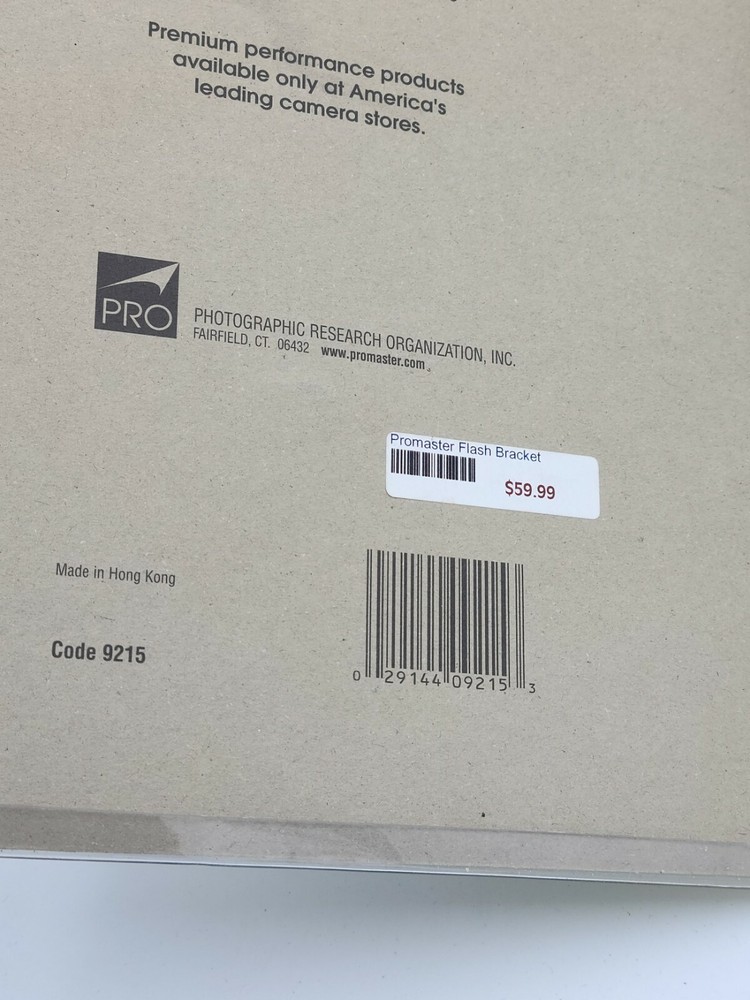 Premium performance products
available only at America's
leading camera stores.
PRO
PHOTOGRAPHIC RESEARCH ORGANIZATION, INC.
FAIRFIELD, CT. 06432 www.promaster.com
Promaster Flash Bracket
$59.99
Made in Hong Kong
Code 9215
0 29144 09215 3